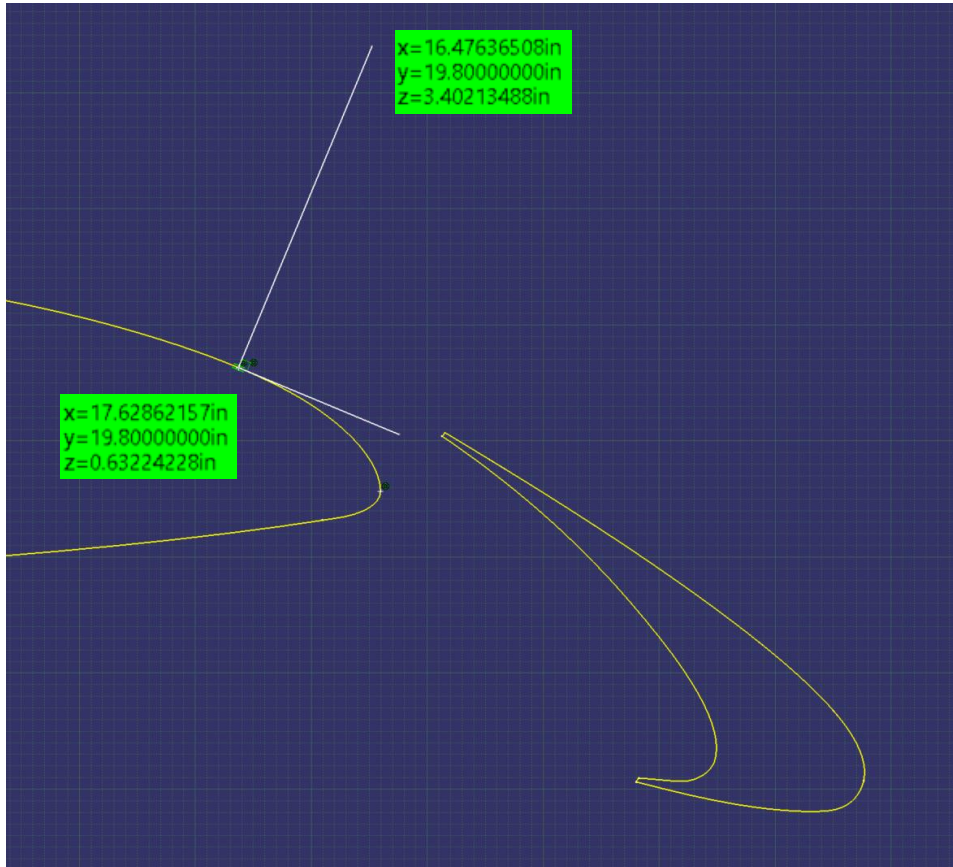 x=16.47636508in
y=19.80000000in
z=3.40213488in
x=17.62862157in
y=19.80000000in
z=0.63224228in